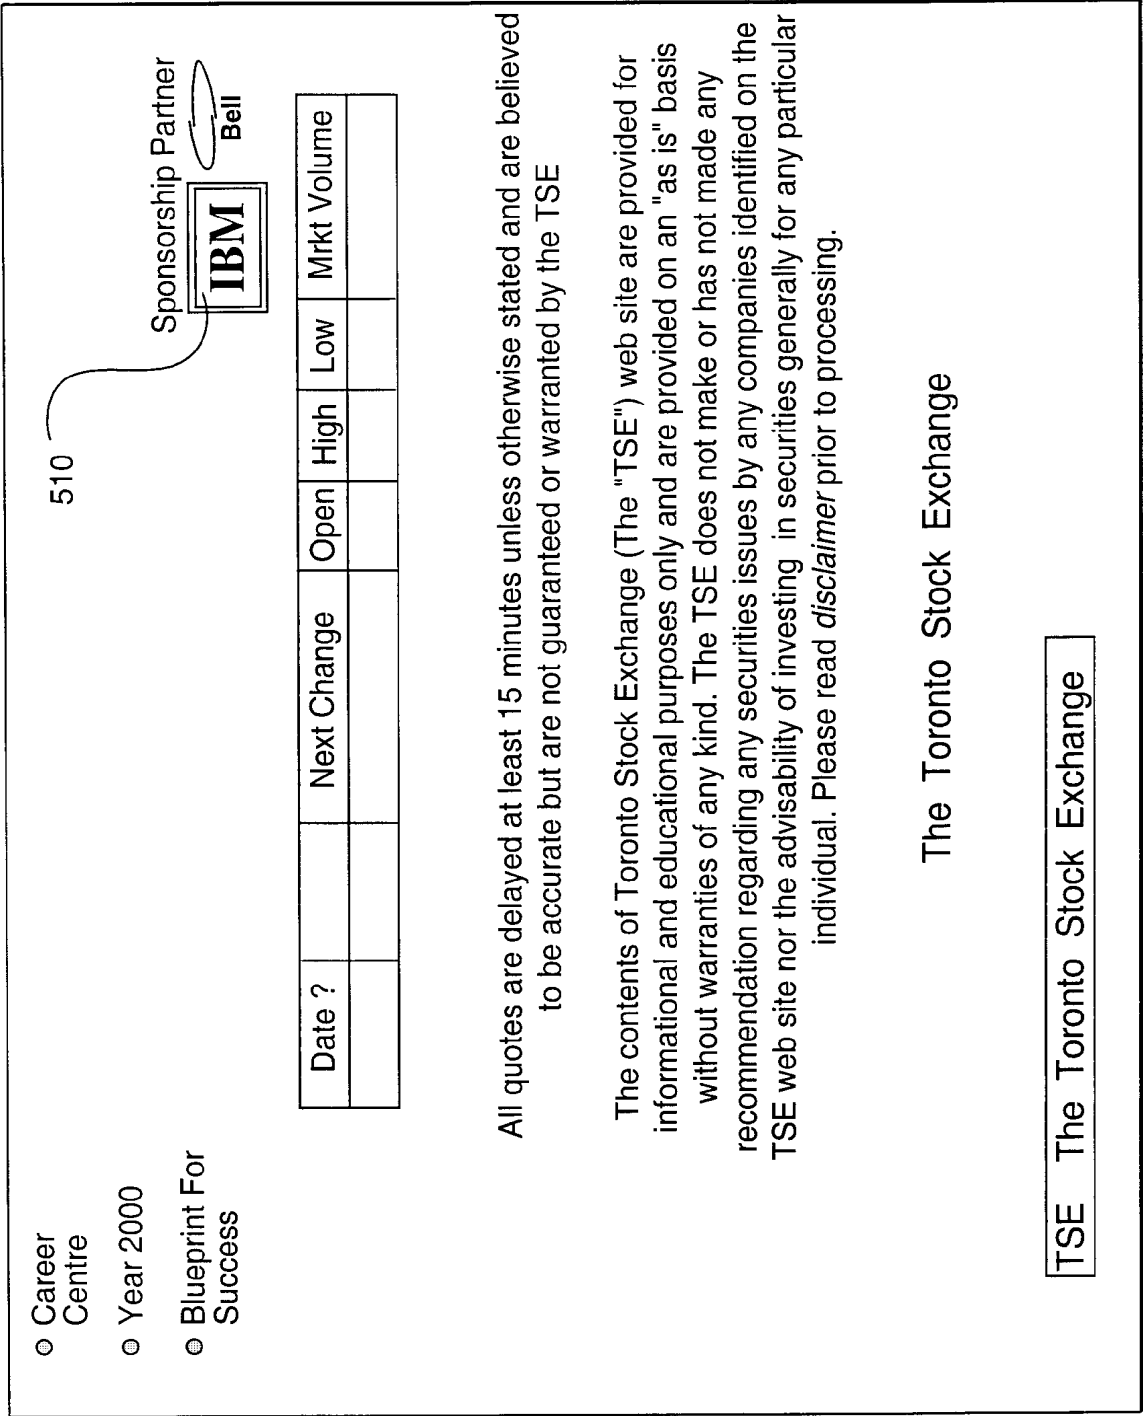 Career
Centre
Year 2000
Blueprint For
Success
510
Sponsorship Partner
IBM
Bell
Date ? Next Change Open High Low Mrkt Volume
All quotes are delayed at least 15 minutes unless otherwise stated and are believed
to be accurate but are not guaranteed or warranted by the TSE
The contents of Toronto Stock Exchange (The "TSE") web site are provided for
informational and educational purposes only and are provided on an "as is" basis
without warranties of any kind. The TSE does not make or has not made any
recommendation regarding any securities issues by any companies identified on the
TSE web site nor the advisability of investing in securities generally for any particular
individual. Please read disclaimer prior to processing.
The Toronto Stock Exchange
TSE The Toronto Stock Exchange